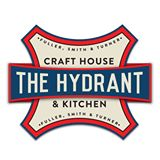 •FULLER, SMITH & TURNER•
CRAFT HOUSE
THE HYDRANT
& KITCHEN
•FULLER, SMITH & TURNER•